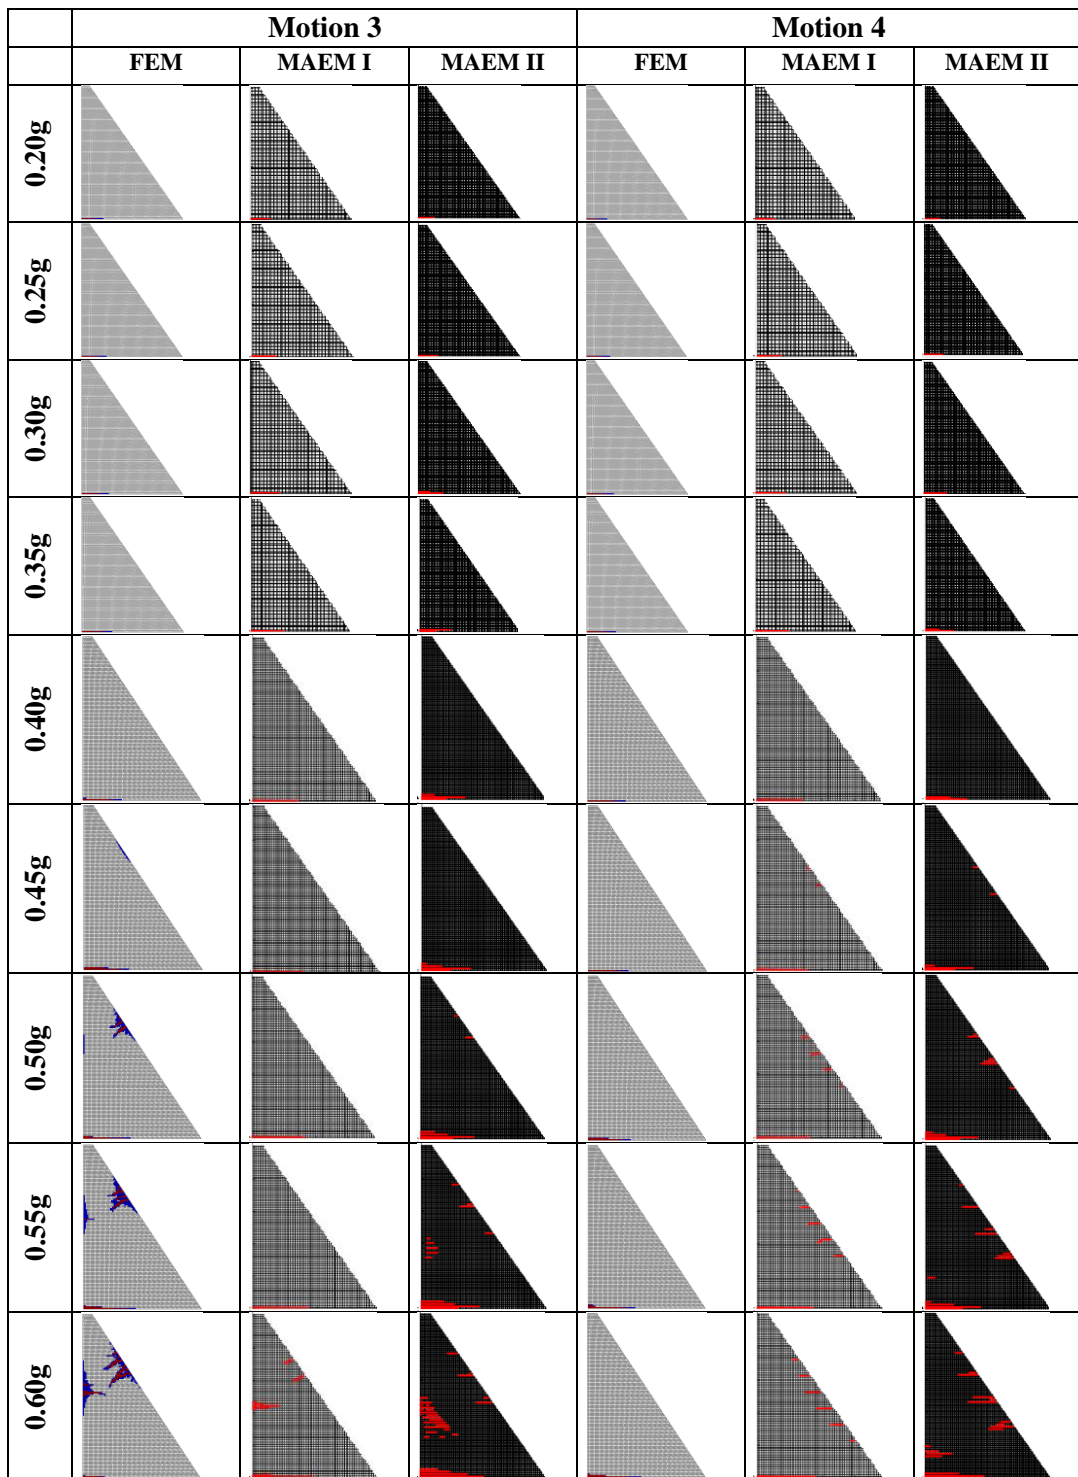 Motion 3 Motion 4
FEM MAEM I MAEM II FEM MAEM I MAEM II
0.20g
0.25g
0.30g
0.35g
0.40g
0.45g
0.50g
0.55g
0.60g